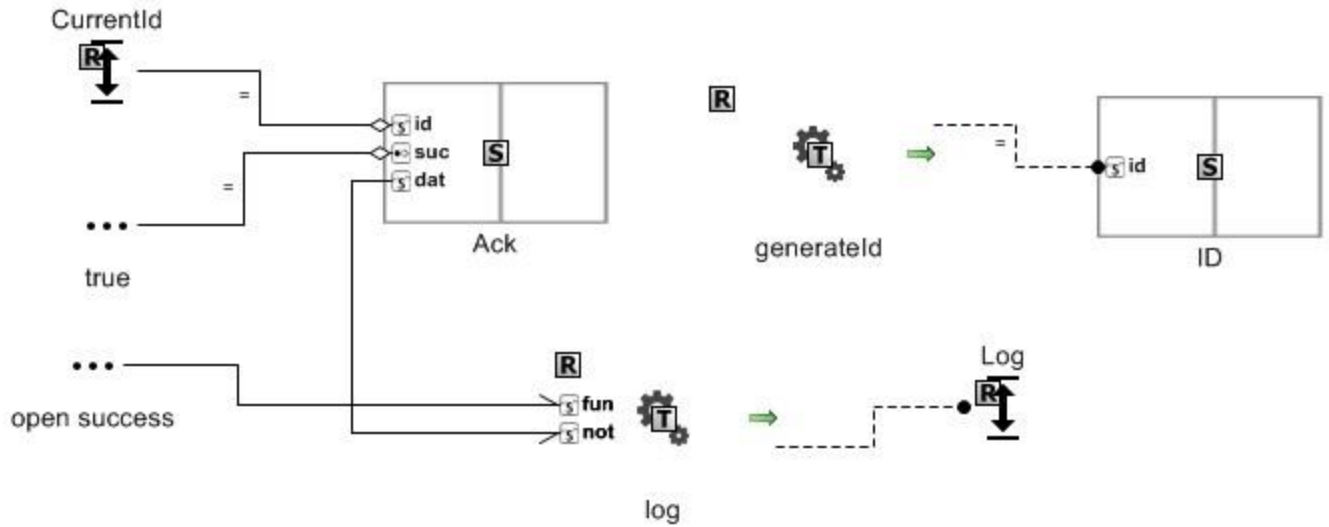 CurrentId
R
=
id
suc
S
dat
=
Ack
true
R
T
=
id
S
generateId
ID
open success
R
fun
not
T
log
Log
R